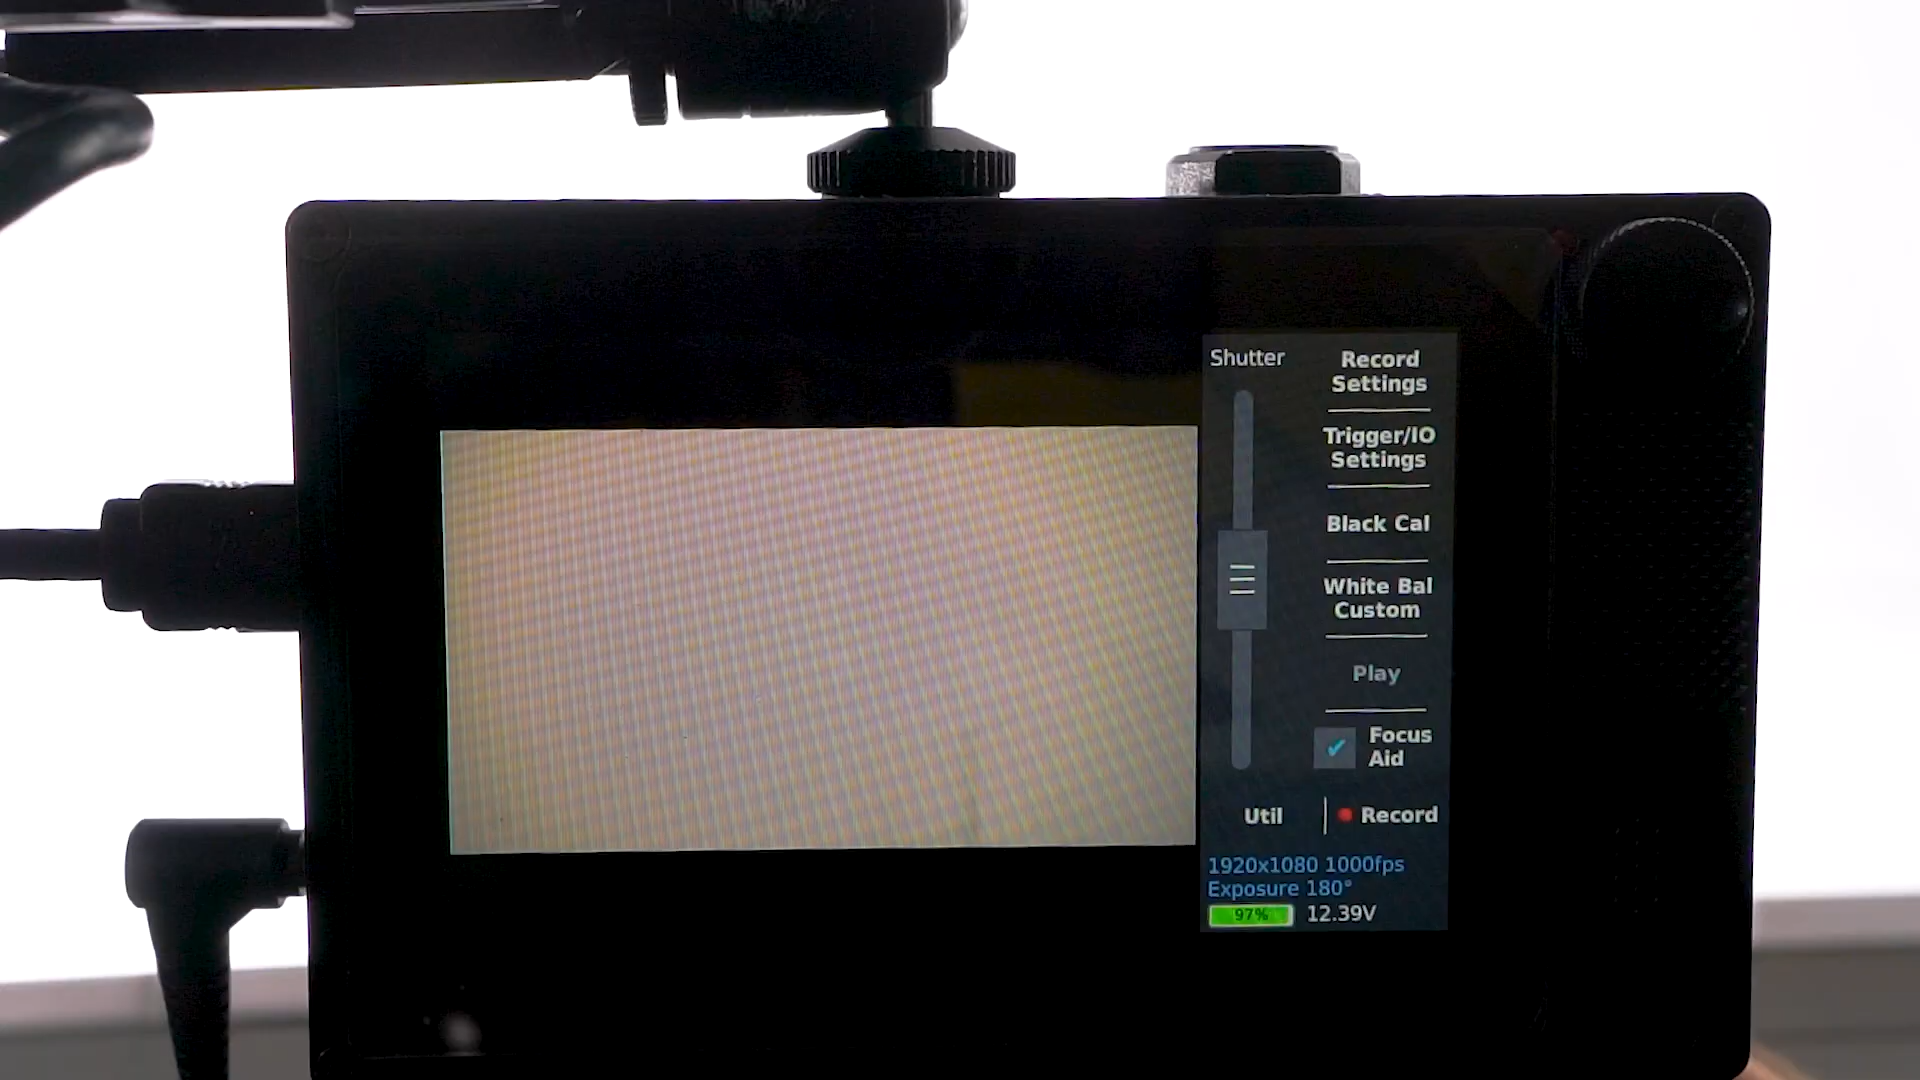 Shutter
Record
Settings
Trigger/IO
Settings
Black Cal
White Bal
Custom
Play
✔ Focus
Aid
Util
Record
1920x1080 1000fps
Exposure 180°
97% 12.39V